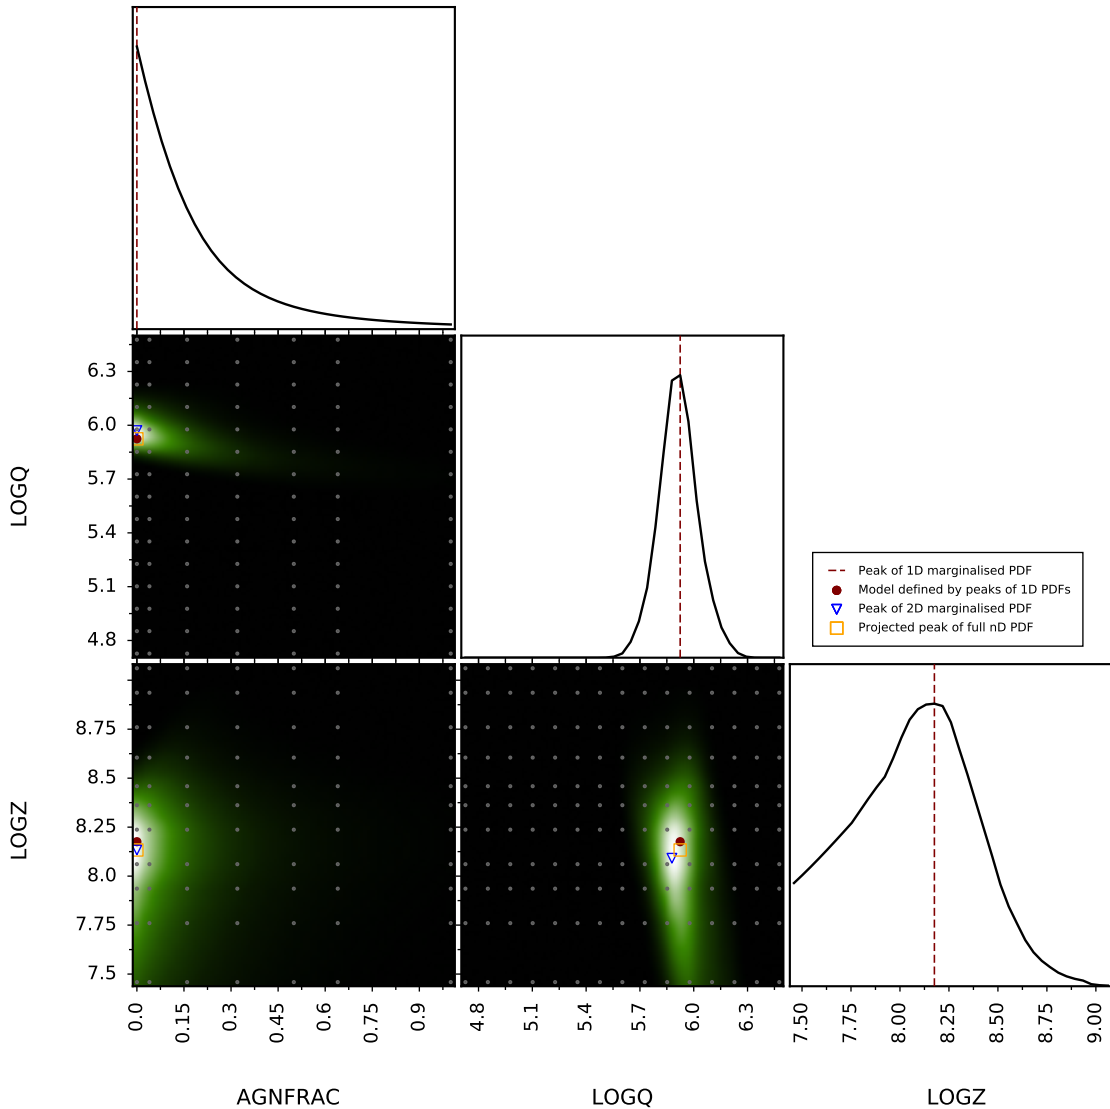 6.3
6.0
5.7
5.4
5.1
4.8
LOGQ
Peak of 1D marginalised PDF
Model defined by peaks of 1D PDFs
Peak of 2D marginalised PDF
Projected peak of full nD PDF
8.75
8.5
8.25
8.0
7.75
7.5
LOGZ
0.0 0.15 0.3 0.45 0.6 0.75 0.9
4.8 5.1 5.4 5.7 6.0 6.3
7.50 7.75 8.00 8.25 8.50 8.75 9.00
AGNFRAC LOGQ LOGZ